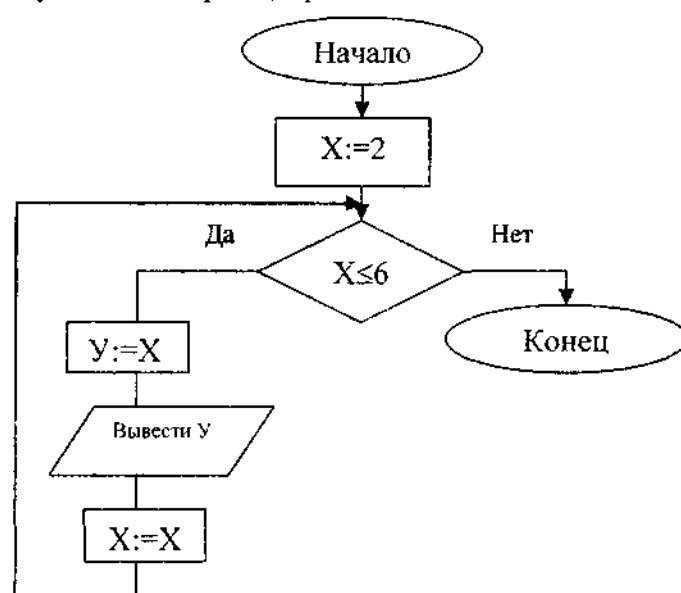 Начало
X:=2
Да
Нет
X≤6
У:=X
Конец
Вывести У
X:=X